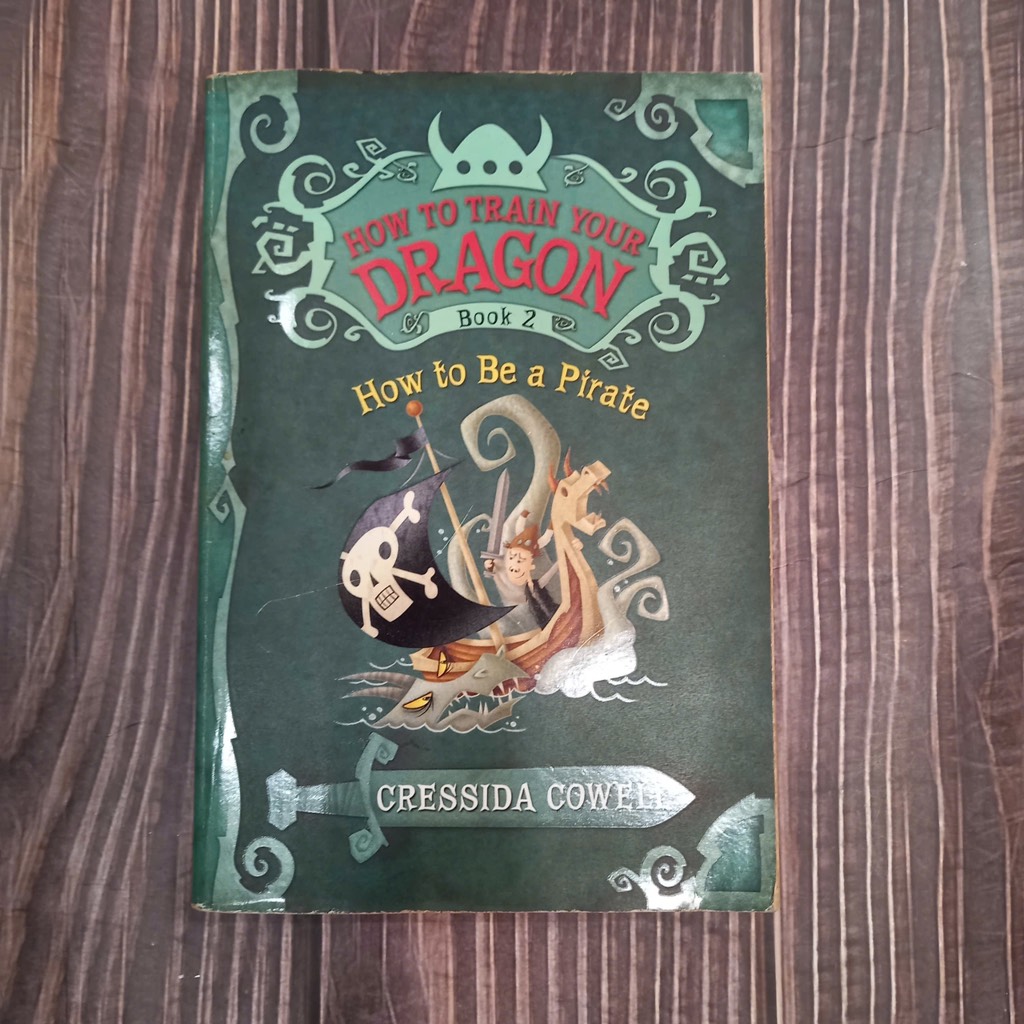 HOW TO TRAiN YOUR
DRAGON
Book 2
How to Be a Pirate
CRESSIDA COWELL